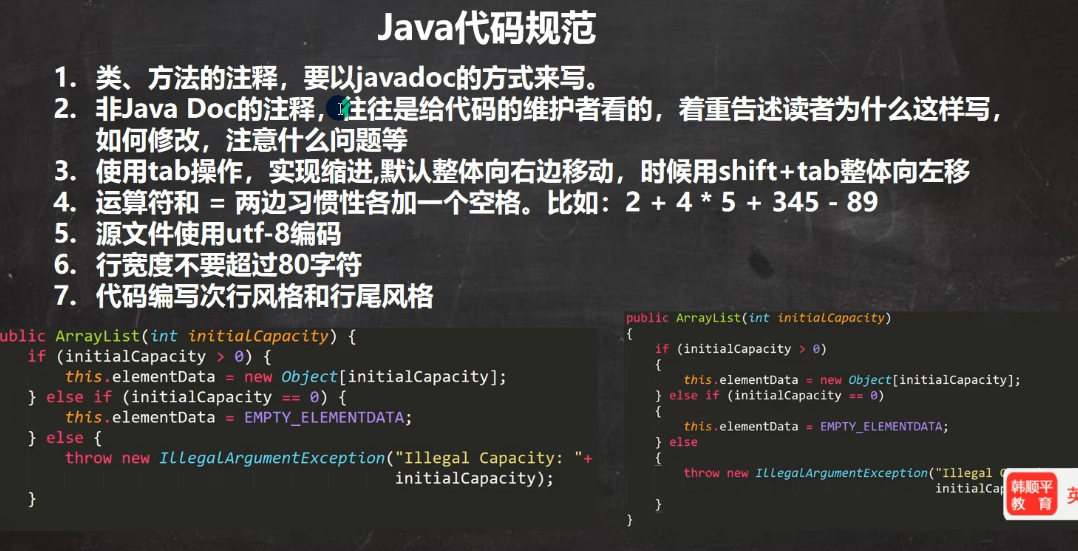 Java代码规范
1. 类、方法的注释，要以javadoc的方式来写。
2. 非Java Doc的注释，往往是给代码的维护者看的，着重告述读者为什么这样写，
如何修改，注意什么问题等
3. 使用tab操作，实现缩进,默认整体向右边移动，时候用shift+tab整体向左移
4. 运算符和 = 两边习惯性各加一个空格。比如：2 + 4 * 5 + 345 - 89
5. 源文件使用utf-8编码
6. 行宽度不要超过80字符
7. 代码编写次行风格和行尾风格
ublic ArrayList(int initialCapacity) {
if (initialCapacity > 0) {
this.elementData = new Object[initialCapacity];
} else if (initialCapacity == 0) {
this.elementData = EMPTY_ELEMENTDATA;
} else {
throw new IllegalArgumentException("Illegal Capacity: "+
initialCapacity);
}
public ArrayList(int initialCapacity)
{
if (initialCapacity > 0)
{
this.elementData = new Object[initialCapacity];
} else if (initialCapacity == 0)
{
this.elementData = EMPTY_ELEMENTDATA;
} else
{
throw new IllegalArgumentException("Illegal C
initialCap
}
}
韩顺平
教育
英